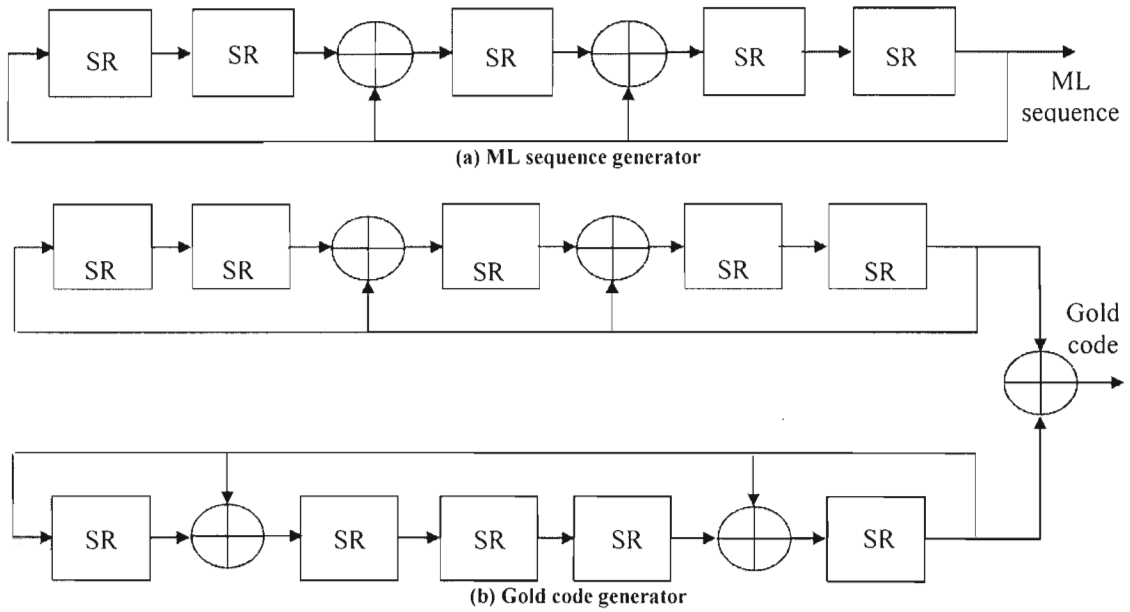 SR SR SR SR SR
ML
sequence
(a) ML sequence generator
SR SR SR SR SR
Gold
code
SR SR SR SR SR
(b) Gold code generator